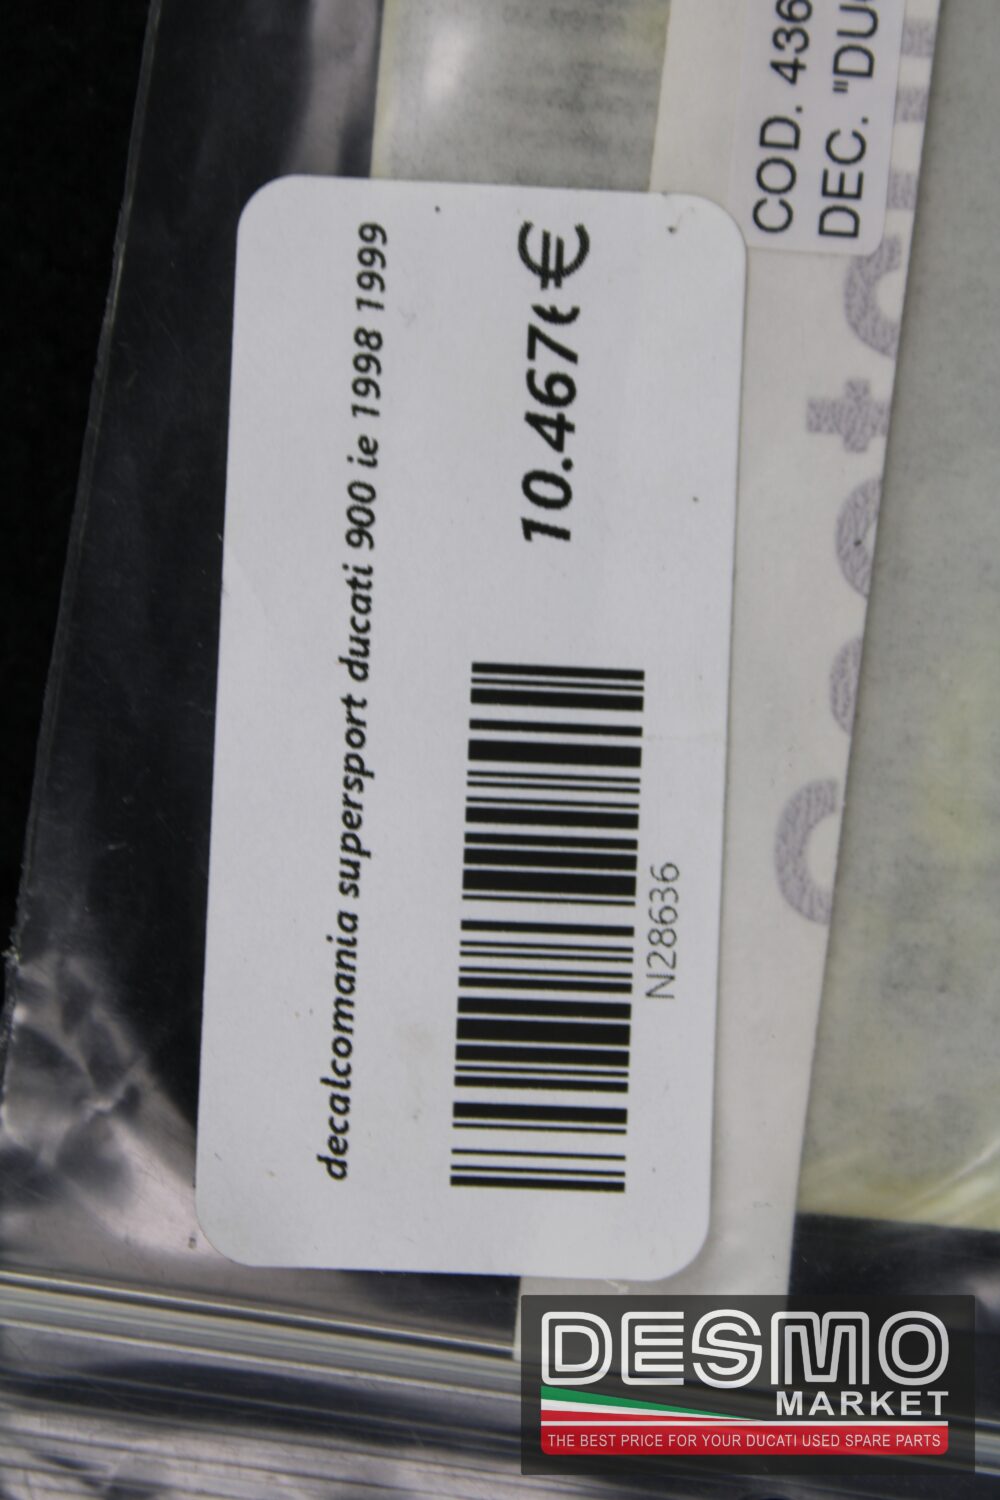 COD. 436
DEC. "DUC
decalcomania supersport ducati 900 ie 1998 1999
10.467€
N28636
DESMO
MARKET
THE BEST PRICE FOR YOUR DUCATI USED SPARE PARTS